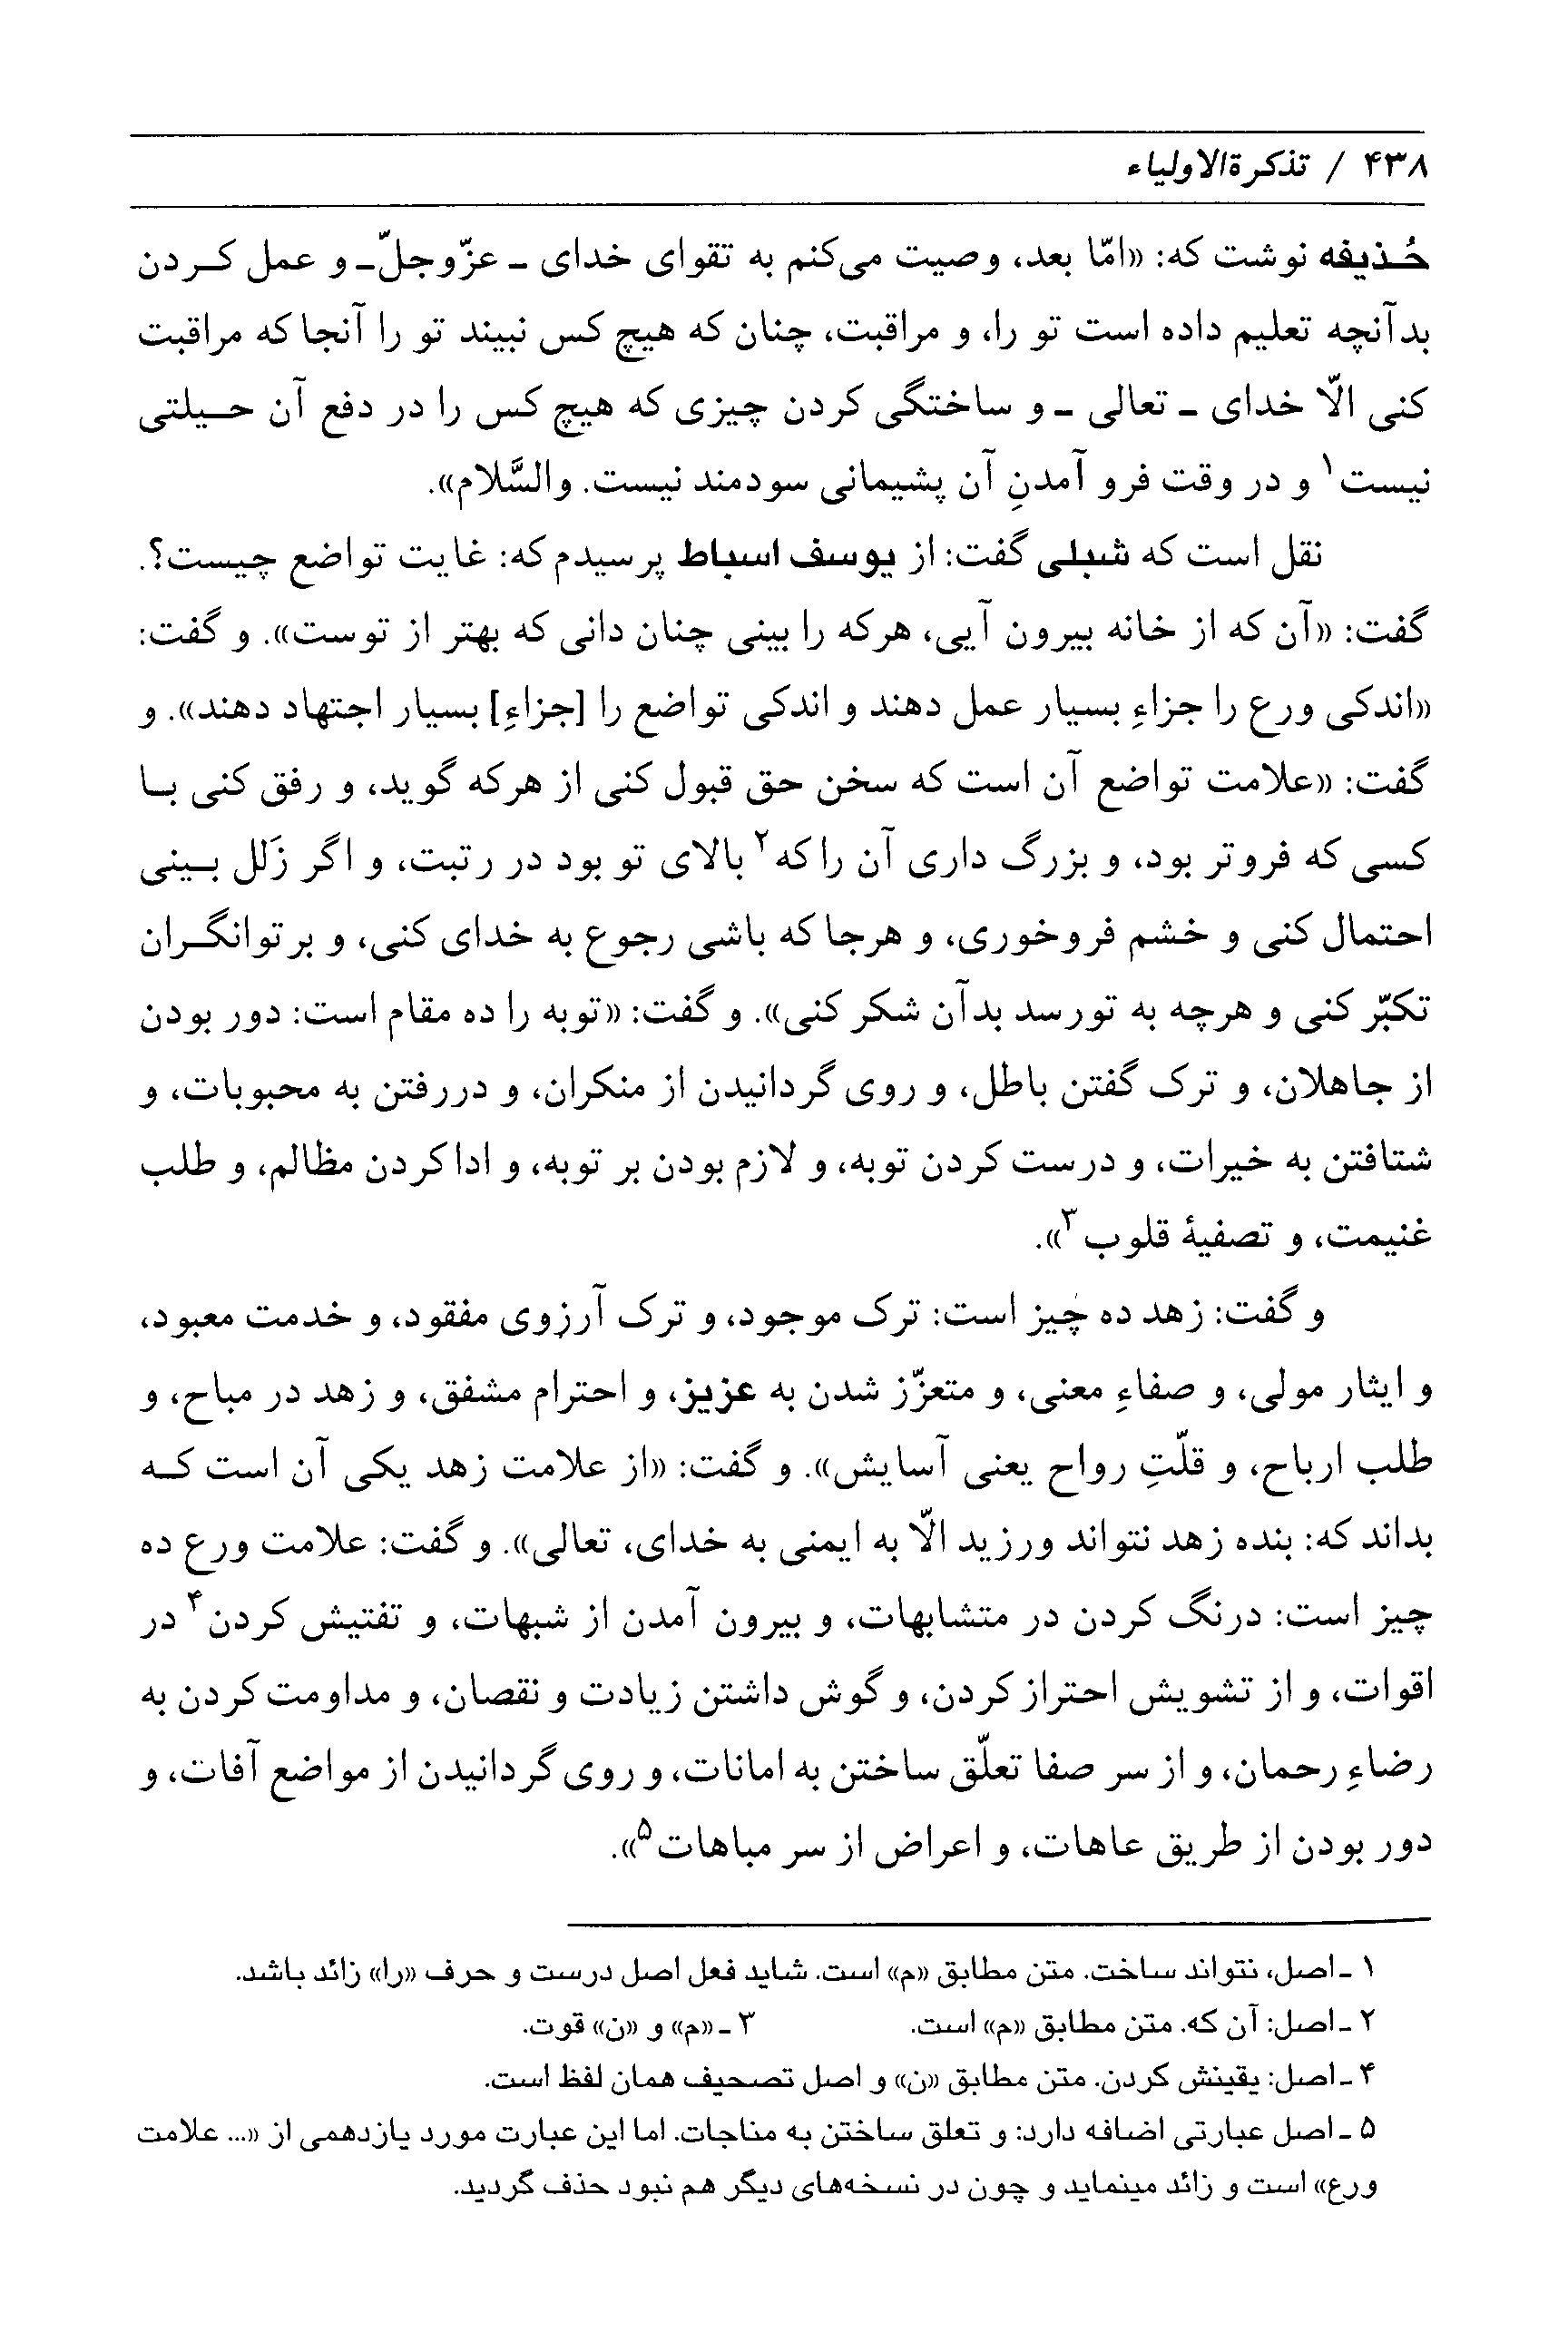 ۴۳۸ / تذکرةالاولیاء
حُذیفه نوشت که: «امّا بعد، وصیت می‌کنم به تقوای خدای ـ عزّوجلّ‌ـ و عمل کردن
بدآنچه تعلیم داده است تو را، و مراقبت، چنان که هیچ کس نبیند تو را آنجا که مراقبت
کنی الّا خدای ـ تعالی ـ و ساختگی کردن چیزی که هیچ کس را در دفع آن حیلتی
نیست۱ و در وقت فرو آمدنِ آن پشیمانی سودمند نیست. والسَّلام».
نقل است که شبلی گفت: از یوسف اسباط پرسیدم که: غایت تواضع چیست؟.
گفت: «آن که از خانه بیرون آیی، هرکه را بینی چنان دانی که بهتر از توست». و گفت:
«اندکی ورع را جزاءِ بسیار عمل دهند و اندکی تواضع را [جزاءِ] بسیار اجتهاد دهند». و
گفت: «علامت تواضع آن است که سخن حق قبول کنی از هرکه گوید، و رفق کنی با
کسی که فروتر بود، و بزرگ داری آن را که۲ بالای تو بود در رتبت، و اگر زَلل بینی
احتمال کنی و خشم فروخوری، و هرجا که باشی رجوع به خدای کنی، و بر توانگران
تکبّر کنی و هرچه به تو رسد بدآن شکر کنی». و گفت: «توبه را ده مقام است: دور بودن
از جاهلان، و ترک گفتن باطل، و روی گردانیدن از منکران، و دررفتن به محبوبات، و
شتافتن به خیرات، و درست کردن توبه، و لازم بودن بر توبه، و ادا کردن مظالم، و طلب
غنیمت، و تصفیهٔ قلوب۳».
و گفت: زهد ده چیز است: ترک موجود، و ترک آرزوی مفقود، و خدمت معبود،
و ایثار مولی، و صفاءِ معنی، و متعزّز شدن به عزیز، و احترام مشفق، و زهد در مباح، و
طلب ارباح، و قلّتِ رواح یعنی آسایش». و گفت: «از علامت زهد یکی آن است که
بداند که: بنده زهد نتواند ورزید الّا به ایمنی به خدای، تعالی». و گفت: علامت ورع ده
چیز است: درنگ کردن در متشابهات، و بیرون آمدن از شبهات، و تفتیش کردن۴ در
اقوات، و از تشویش احتراز کردن، و گوش داشتن زیادت و نقصان، و مداومت کردن به
رضاءِ رحمان، و از سر صفا تعلّق ساختن به امانات، و روی گردانیدن از مواضع آفات، و
دور بودن از طریق عاهات، و اعراض از سر مباهات۵».
۱ ـ اصل، نتواند ساخت. متن مطابق «م» است. شاید فعل اصل درست و حرف «را» زائد باشد.
۲ ـ اصل: آن که. متن مطابق «م» است. ۳ ـ «م» و «ن» قوت.
۴ ـ اصل: یقینش کردن. متن مطابق «ن» و اصل تصحیف همان لفظ است.
۵ ـ اصل عبارتی اضافه دارد: و تعلق ساختن به مناجات. اما این عبارت مورد یازدهمی از «... علامت
ورع» است و زائد مینماید و چون در نسخه‌های دیگر هم نبود حذف گردید.